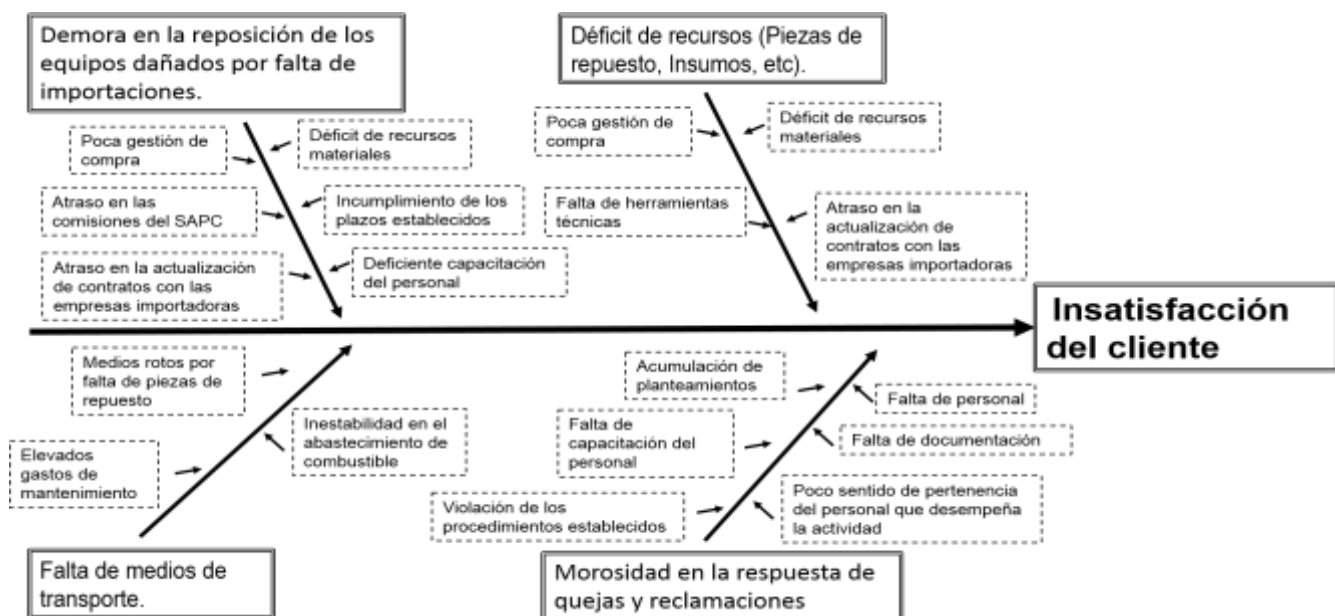 Demora en la reposición de los
equipos dañados por falta de
importaciones.
Déficit de recursos (Piezas de
repuesto, Insumos, etc).
Poca gestión de
compra
Déficit de recursos
materiales
Atraso en las
comisiones del SAPC
Incumplimiento de los
plazos establecidos
Atraso en la actualización
de contratos con las
empresas importadoras
Deficiente capacitación
del personal
Poca gestión de
compra
Déficit de recursos
materiales
Falta de herramientas
técnicas
Atraso en la
actualización de
contratos con las
empresas importadoras
Insatisfacción
del cliente
Medios rotos por
falta de piezas de
repuesto
Inestabilidad en el
abastecimiento de
combustible
Elevados
gastos de
mantenimiento
Acumulación de
planteamientos
Falta de personal
Falta de
capacitación del
personal
Falta de documentación
Violación de los
procedimientos establecidos
Poco sentido de pertenencia
del personal que desempeña
la actividad
Falta de medios de
transporte.
Morosidad en la respuesta de
quejas y reclamaciones